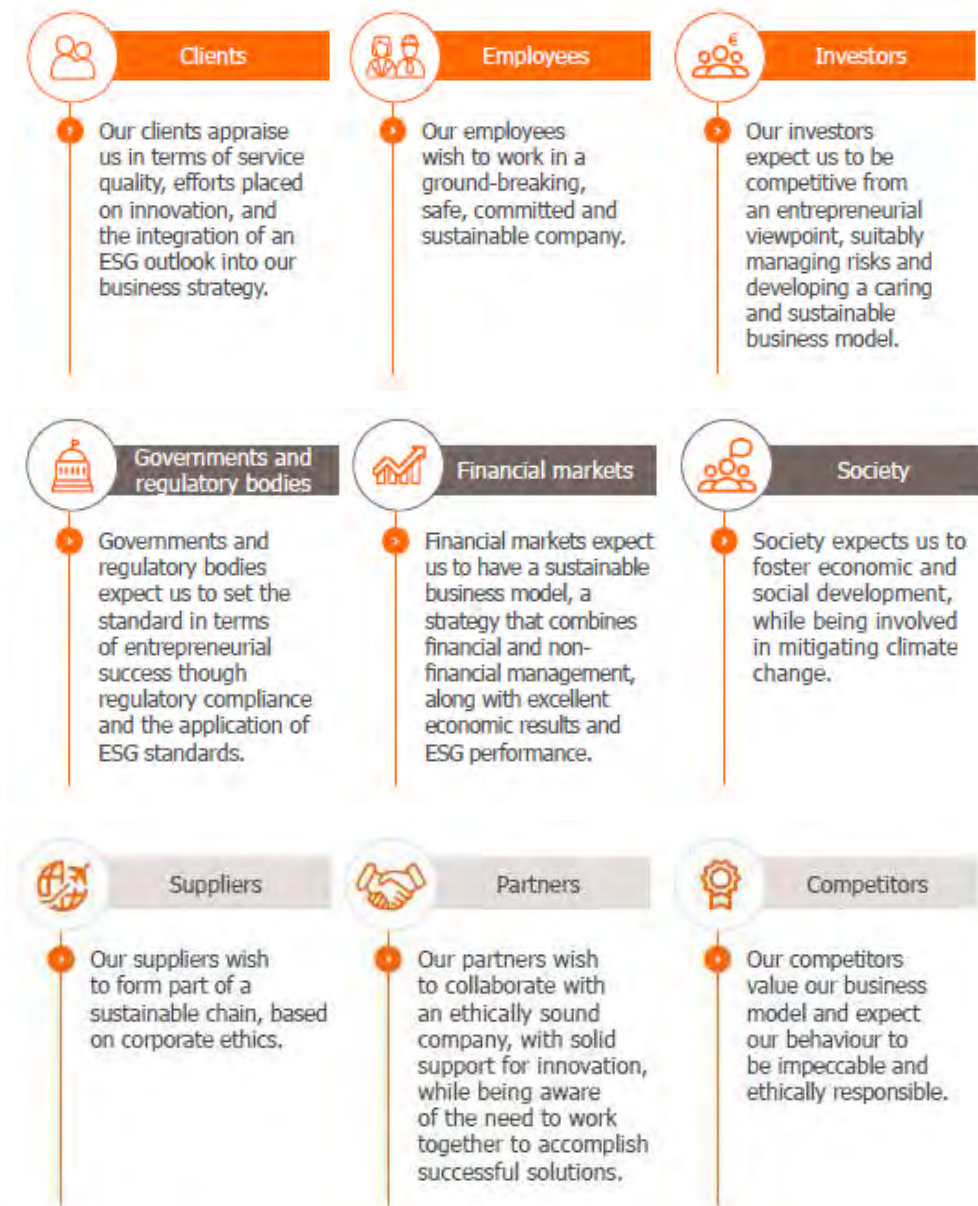 Clients
Our clients appraise
us in terms of service
quality, efforts placed
on innovation, and
the integration of an
ESG outlook into our
business strategy.
Employees
Our employees
wish to work in a
ground-breaking,
safe, committed and
sustainable company.
€
Investors
Our investors
expect us to be
competitive from
an entrepreneurial
viewpoint, suitably
managing risks and
developing a caring
and sustainable
business model.
Governments and
regulatory bodies
Governments and
regulatory bodies
expect us to set the
standard in terms
of entrepreneurial
success though
regulatory compliance
and the application of
ESG standards.
Financial markets
Financial markets expect
us to have a sustainable
business model, a
strategy that combines
financial and non-
financial management,
along with excellent
economic results and
ESG performance.
Society
Society expects us to
foster economic and
social development,
while being involved
in mitigating climate
change.
Suppliers
Our suppliers wish
to form part of a
sustainable chain, based
on corporate ethics.
Partners
Our partners wish
to collaborate with
an ethically sound
company, with solid
support for innovation,
while being aware
of the need to work
together to accomplish
successful solutions.
Competitors
Our competitors
value our business
model and expect
our behaviour to
be impeccable and
ethically responsible.